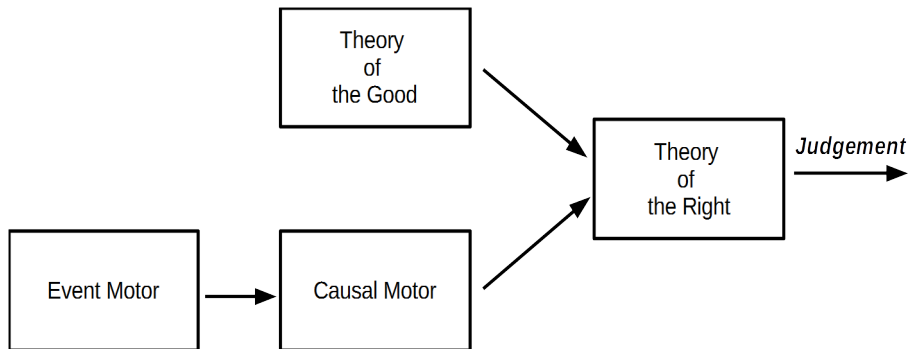 Theory
of
the Good
Theory
of
the Right
Judgement
Event Motor
Causal Motor